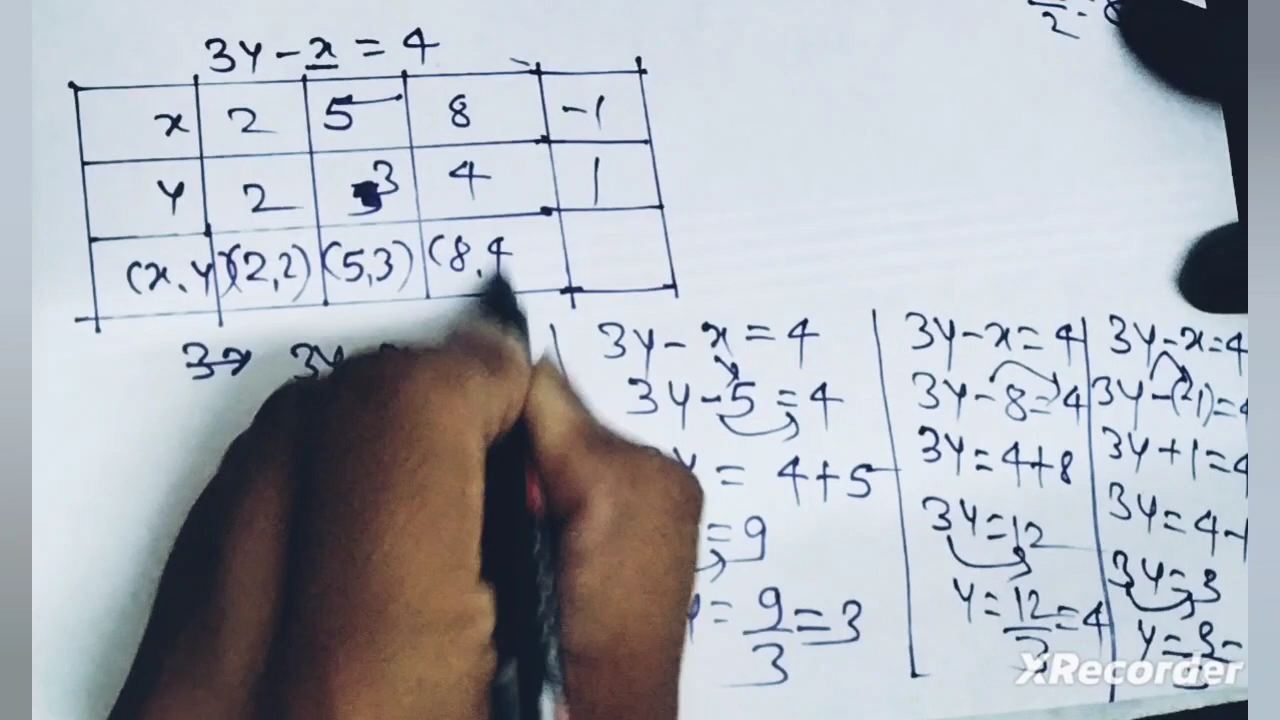 3y - x = 4
x 2 5 8 -1
y 2 3 4 1
(x,y) (2,2) (5,3) (8,4
3y - x = 4
3y - 5 = 4
= 4+5
= 9
y = 9/3 = 3
3y - x = 4
3y - 8 = 4
3y = 4+8
3y = 12
y = 12/3 = 4
3y - x = 4
3y - (-1) = 4
3y + 1 = 4
3y = 4 -
3y = 3
XRecorder